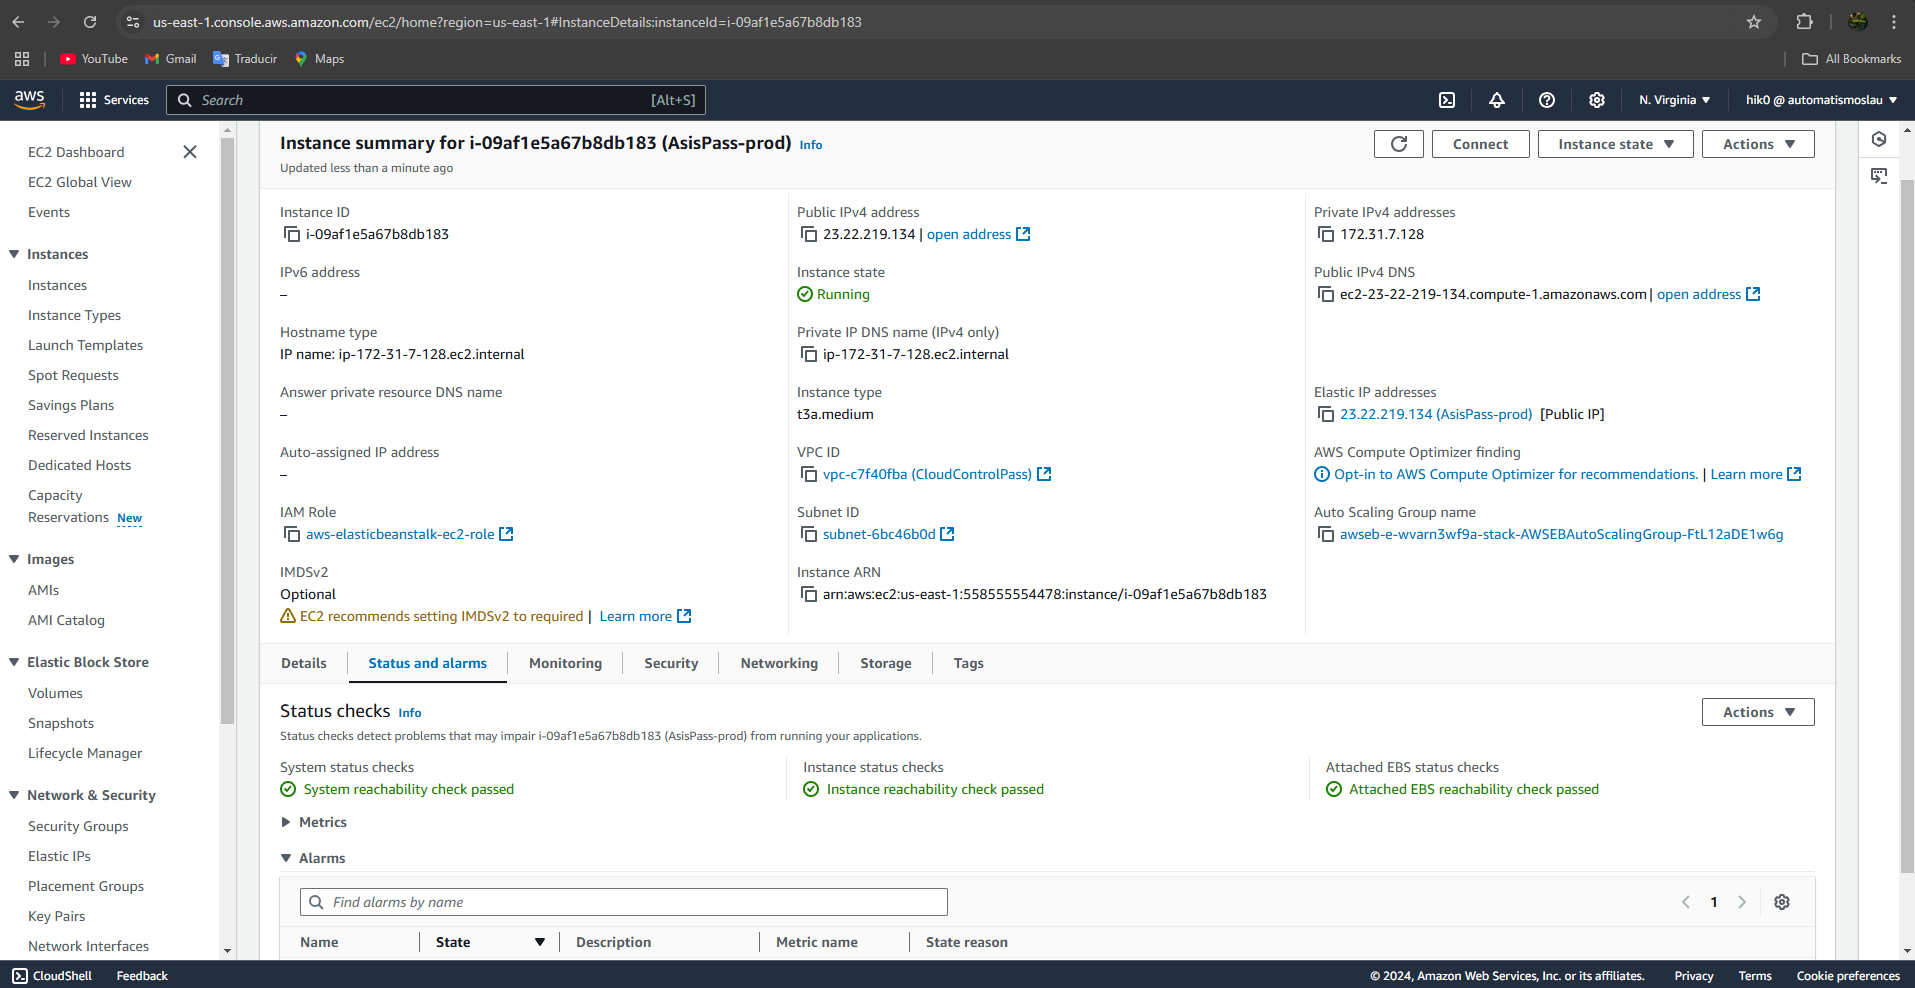 us-east-1.console.aws.amazon.com/ec2/home?region=us-east-1#InstanceDetails:instanceId=i-09af1e5a67b8db183
YouTube Gmail Traducir Maps All Bookmarks
aws Services Search [Alt+S] N. Virginia hik0 @ automatismoslau
EC2 Dashboard
EC2 Global View
Events
Instances
Instances
Instance Types
Launch Templates
Spot Requests
Savings Plans
Reserved Instances
Dedicated Hosts
Capacity
Reservations New
Images
AMIs
AMI Catalog
Elastic Block Store
Volumes
Snapshots
Lifecycle Manager
Network & Security
Security Groups
Elastic IPs
Placement Groups
Key Pairs
Network Interfaces
Instance summary for i-09af1e5a67b8db183 (AsisPass-prod) Info
Updated less than a minute ago
Connect Instance state Actions
Instance ID
i-09af1e5a67b8db183
Public IPv4 address
23.22.219.134 | open address
Private IPv4 addresses
172.31.7.128
IPv6 address
–
Instance state
Running
Public IPv4 DNS
ec2-23-22-219-134.compute-1.amazonaws.com | open address
Hostname type
IP name: ip-172-31-7-128.ec2.internal
Private IP DNS name (IPv4 only)
ip-172-31-7-128.ec2.internal
Answer private resource DNS name
–
Instance type
t3a.medium
Elastic IP addresses
23.22.219.134 (AsisPass-prod) [Public IP]
Auto-assigned IP address
–
VPC ID
vpc-c7f40fba (CloudControlPass)
AWS Compute Optimizer finding
Opt-in to AWS Compute Optimizer for recommendations. | Learn more
IAM Role
aws-elasticbeanstalk-ec2-role
Subnet ID
subnet-6bc46b0d
Auto Scaling Group name
awseb-e-wvarn3wf9a-stack-AWSEBAutoScalingGroup-FtL12aDE1w6g
IMDSv2
Optional
EC2 recommends setting IMDSv2 to required | Learn more
Instance ARN
arn:aws:ec2:us-east-1:558555554478:instance/i-09af1e5a67b8db183
Details Status and alarms Monitoring Security Networking Storage Tags
Status checks Info
Actions
Status checks detect problems that may impair i-09af1e5a67b8db183 (AsisPass-prod) from running your applications.
System status checks
System reachability check passed
Instance status checks
Instance reachability check passed
Attached EBS status checks
Attached EBS reachability check passed
Metrics
Alarms
Find alarms by name
1
Name State Description Metric name State reason
CloudShell Feedback © 2024, Amazon Web Services, Inc. or its affiliates. Privacy Terms Cookie preferences